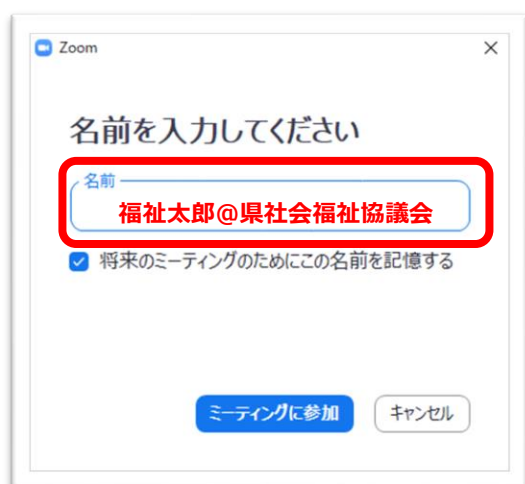 Zoom
名前を入力してください
名前
福祉太郎@県社会福祉協議会
将来のミーティングのためにこの名前を記憶する
ミーティングに参加 キャンセル